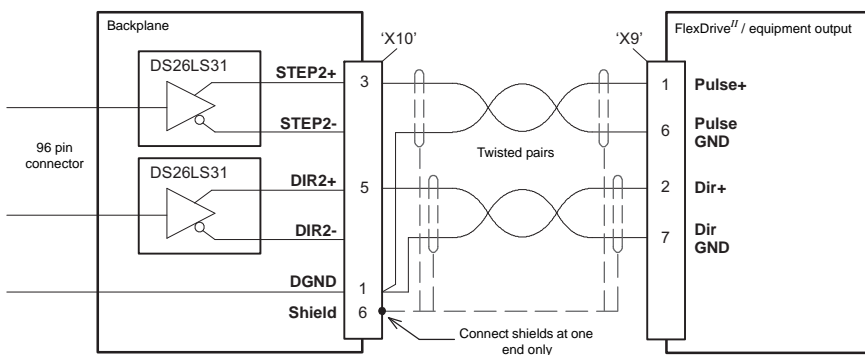 Backplane
FlexDriveII / equipment output
'X10'
'X9'
DS26LS31
STEP2+
3
1
Pulse+
STEP2-
6
Pulse
GND
96 pin
connector
Twisted pairs
DS26LS31
DIR2+
5
2
Dir+
DIR2-
7
Dir
GND
DGND
1
Shield
6
Connect shields at one
end only